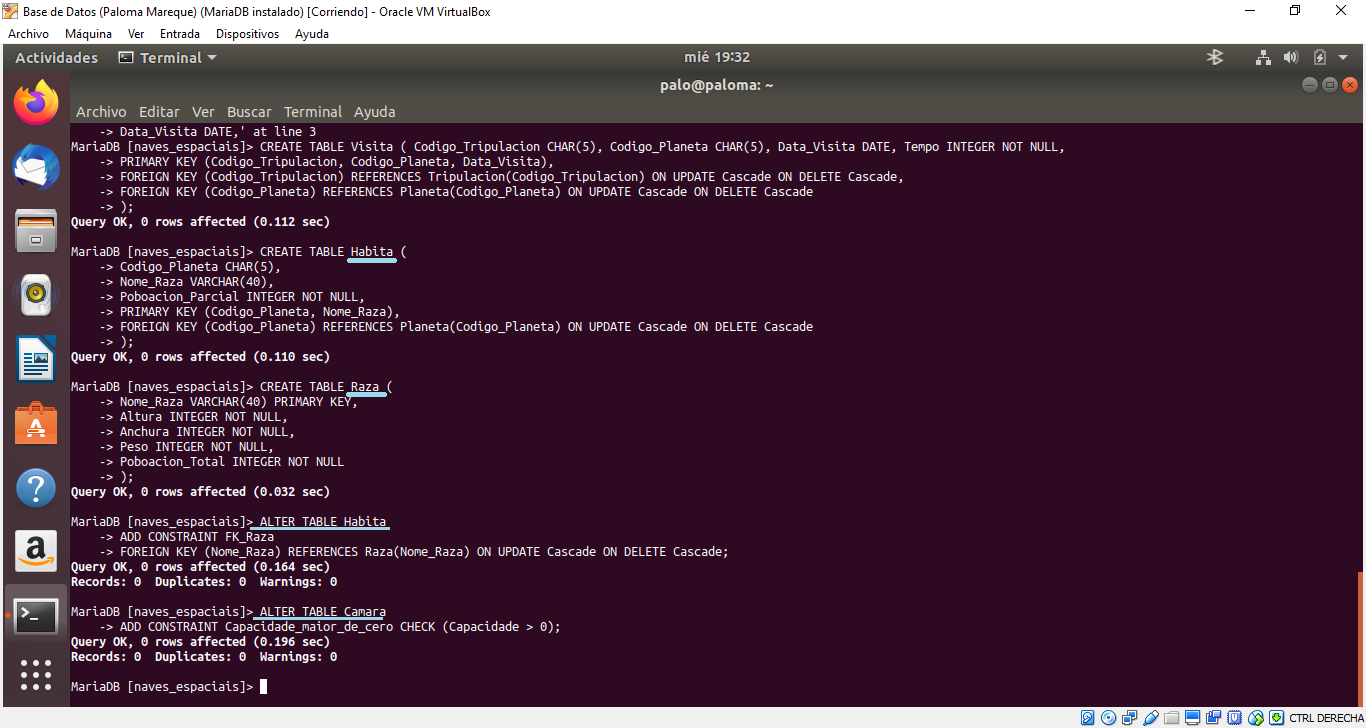 Base de Datos (Paloma Mareque) (MariaDB instalado) [Corriendo] - Oracle VM VirtualBox
Archivo Máquina Ver Entrada Dispositivos Ayuda
Actividades Terminal mié 19:32
palo@paloma: ~
Archivo Editar Ver Buscar Terminal Ayuda
-> Data_Visita DATE,' at line 3
MariaDB [naves_espaciais]> CREATE TABLE Visita ( Codigo_Tripulacion CHAR(5), Codigo_Planeta CHAR(5), Data_Visita DATE, Tempo INTEGER NOT NULL,
-> PRIMARY KEY (Codigo_Tripulacion, Codigo_Planeta, Data_Visita),
-> FOREIGN KEY (Codigo_Tripulacion) REFERENCES Tripulacion(Codigo_Tripulacion) ON UPDATE Cascade ON DELETE Cascade,
-> FOREIGN KEY (Codigo_Planeta) REFERENCES Planeta(Codigo_Planeta) ON UPDATE Cascade ON DELETE Cascade
-> );
Query OK, 0 rows affected (0.112 sec)
MariaDB [naves_espaciais]> CREATE TABLE Habita (
-> Codigo_Planeta CHAR(5),
-> Nome_Raza VARCHAR(40),
-> Poboacion_Parcial INTEGER NOT NULL,
-> PRIMARY KEY (Codigo_Planeta, Nome_Raza),
-> FOREIGN KEY (Codigo_Planeta) REFERENCES Planeta(Codigo_Planeta) ON UPDATE Cascade ON DELETE Cascade
-> );
Query OK, 0 rows affected (0.110 sec)
MariaDB [naves_espaciais]> CREATE TABLE Raza (
-> Nome_Raza VARCHAR(40) PRIMARY KEY,
-> Altura INTEGER NOT NULL,
-> Anchura INTEGER NOT NULL,
-> Peso INTEGER NOT NULL,
-> Poboacion_Total INTEGER NOT NULL
-> );
Query OK, 0 rows affected (0.032 sec)
MariaDB [naves_espaciais]> ALTER TABLE Habita
-> ADD CONSTRAINT FK_Raza
-> FOREIGN KEY (Nome_Raza) REFERENCES Raza(Nome_Raza) ON UPDATE Cascade ON DELETE Cascade;
Query OK, 0 rows affected (0.164 sec)
Records: 0 Duplicates: 0 Warnings: 0
MariaDB [naves_espaciais]> ALTER TABLE Camara
-> ADD CONSTRAINT Capacidade_maior_de_cero CHECK (Capacidade > 0);
Query OK, 0 rows affected (0.196 sec)
Records: 0 Duplicates: 0 Warnings: 0
MariaDB [naves_espaciais]>
CTRL DERECHA